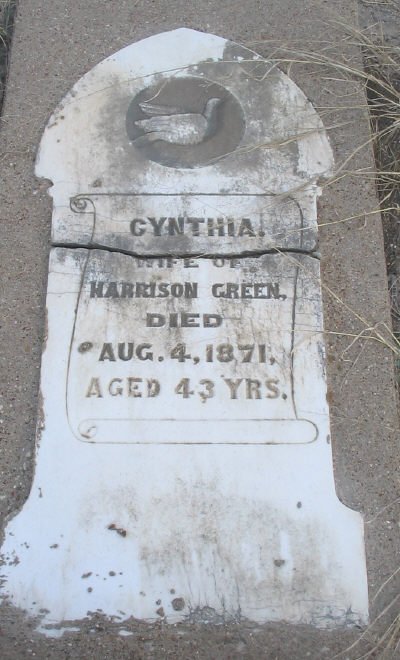 CYNTHIA.
WIFE OF
HARRISON GREEN,
DIED
AUG. 4, 1871,
AGED 43 YRS.